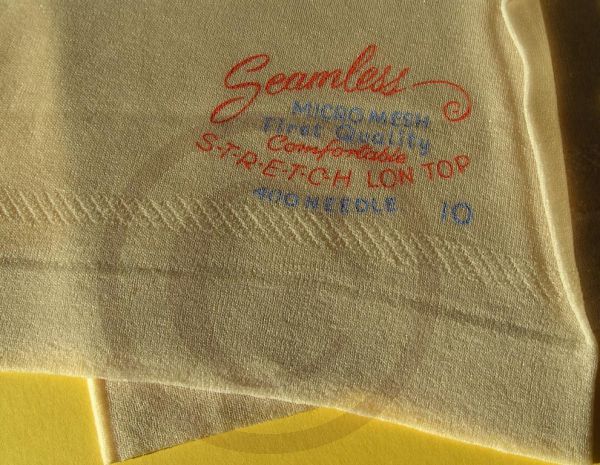 Seamless
MICROMESH
First Quality
Comfortable
S-T-R-E-T-C-H LON TOP
400 NEEDLE 10